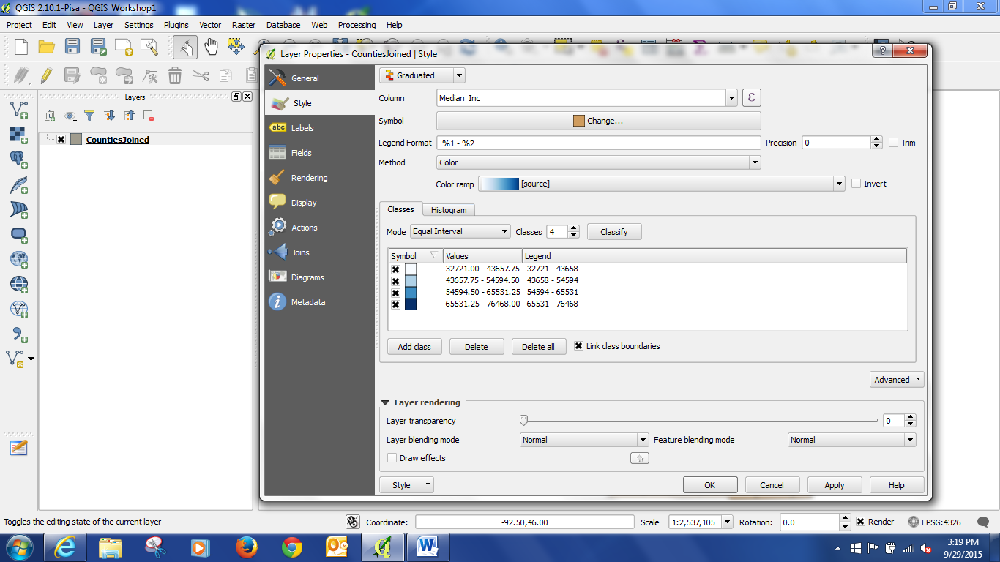 QGIS 2.10.1-Pisa - QGIS_Workshop1
Project Edit View Layer Settings Plugins Vector Raster Database Web Processing Help
Layer Properties - CountiesJoined | Style
Layers
CountiesJoined
General
Style
Labels
Fields
Rendering
Display
Actions
Joins
Diagrams
Metadata
abc
Graduated
Column Median_Inc ε
Symbol Change...
Legend Format %1 - %2 Precision 0 Trim
Method Color
Color ramp [source] Invert
Classes Histogram
Mode Equal Interval Classes 4 Classify
Symbol Values Legend
32721.00 - 43657.75 32721 - 43658
43657.75 - 54594.50 43658 - 54594
54594.50 - 65531.25 54594 - 65531
65531.25 - 76468.00 65531 - 76468
Add class Delete Delete all Link class boundaries
Advanced
Layer rendering
Layer transparency 0
Layer blending mode Normal Feature blending mode Normal
Draw effects
Style OK Cancel Apply Help
Toggles the editing state of the current layer Coordinate: -92.50,46.00 Scale 1:2,537,105 Rotation: 0.0 Render EPSG:4326
3:19 PM
9/29/2015